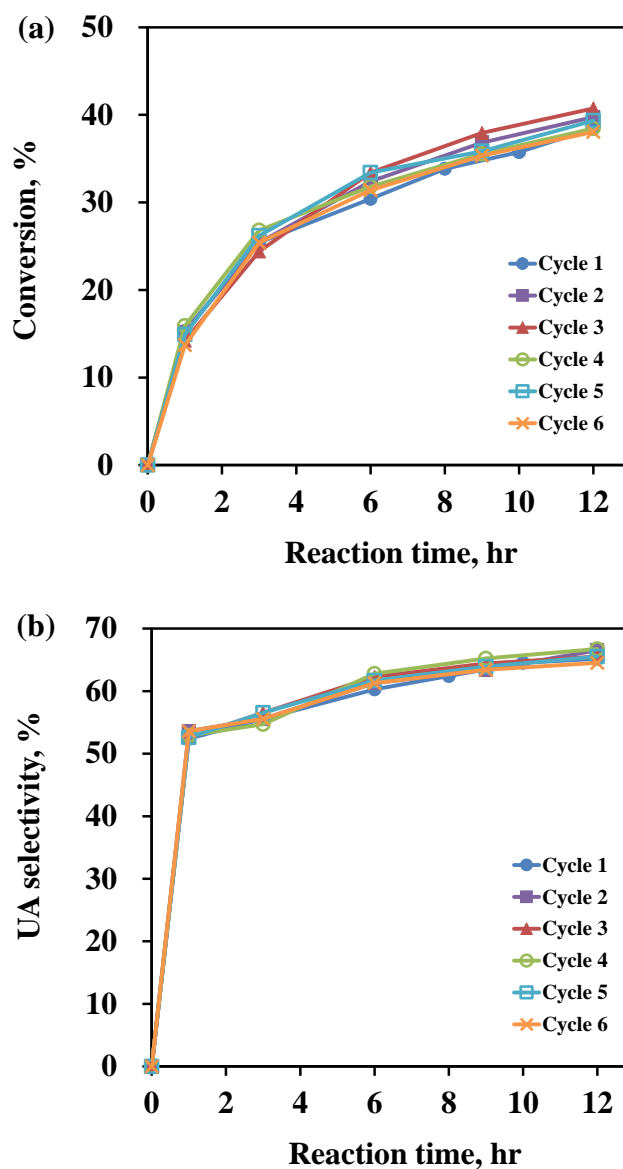 (a)
50
40
30
20
10
0
Conversion, %
Cycle 1
Cycle 2
Cycle 3
Cycle 4
Cycle 5
Cycle 6
0 2 4 6 8 10 12
Reaction time, hr
(b)
70
60
50
40
30
20
10
0
UA selectivity, %
Cycle 1
Cycle 2
Cycle 3
Cycle 4
Cycle 5
Cycle 6
0 2 4 6 8 10 12
Reaction time, hr